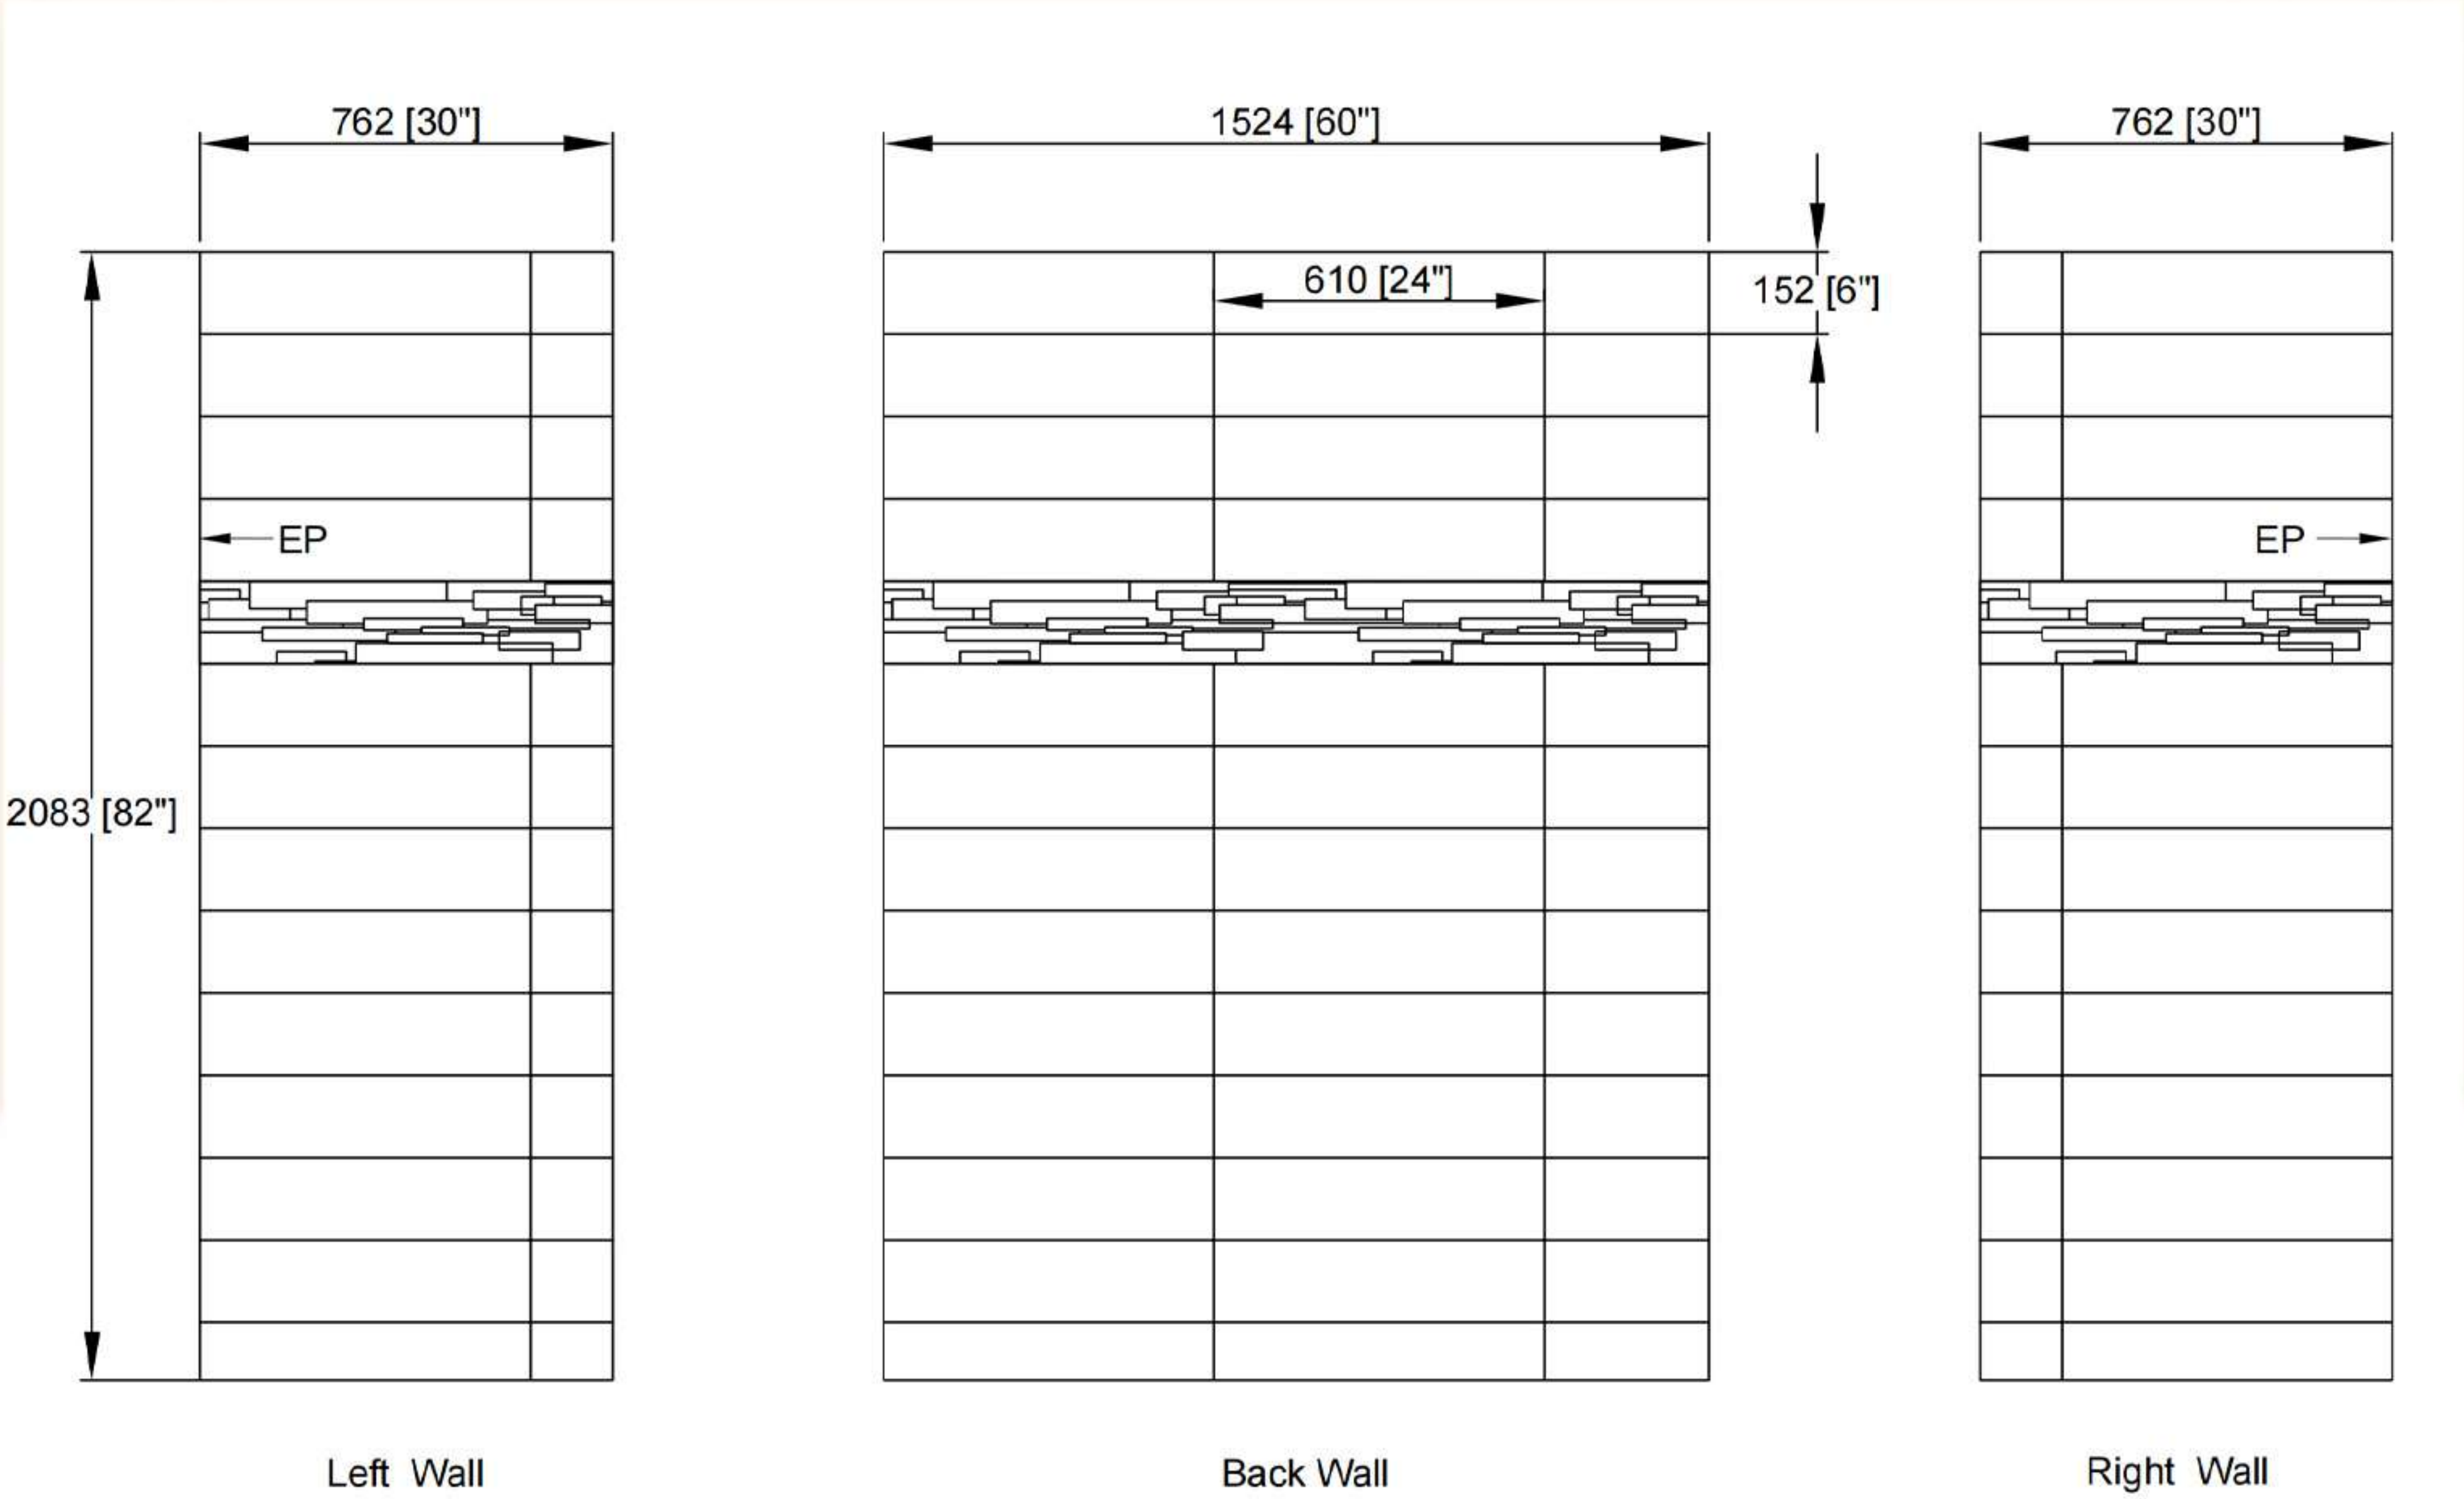 762 [30"]
1524 [60"]
762 [30"]
610 [24"]
152 [6"]
EP
EP
2083 [82"]
Left Wall
Back Wall
Right Wall